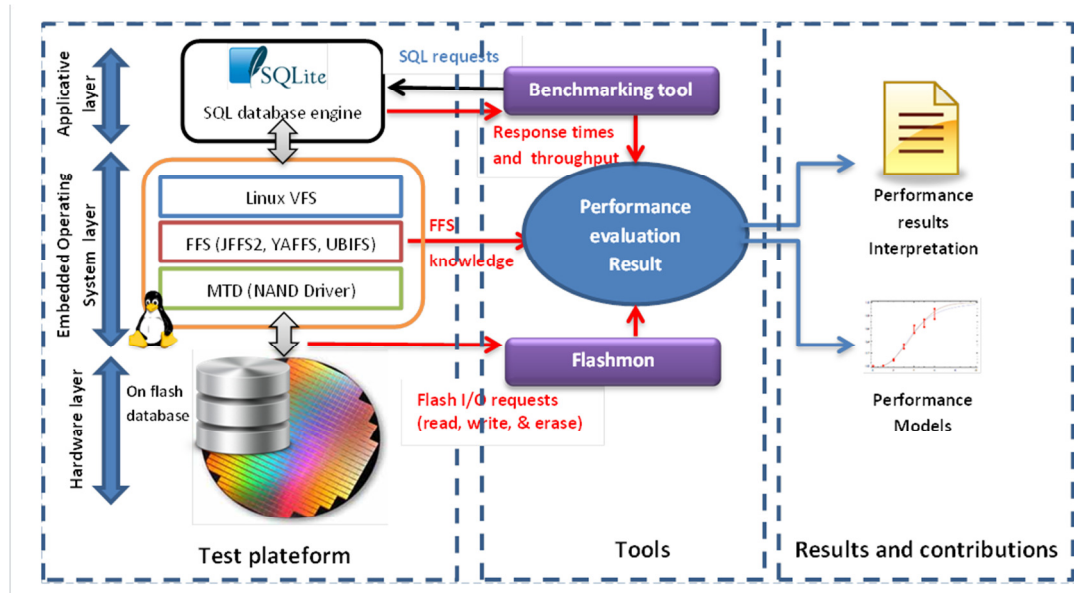 Applicative
layer
SQLite
SQL database engine
SQL requests
Benchmarking tool
Response times
and throughput
Embedded Operating
System layer
Linux VFS
FFS (JFFS2, YAFFS, UBIFS)
MTD (NAND Driver)
FFS
knowledge
Performance
evaluation
Result
Flashmon
Flash I/O requests
(read, write, & erase)
Hardware layer
On flash
database
Performance
results
Interpretation
Performance
Models
Test plateform
Tools
Results and contributions